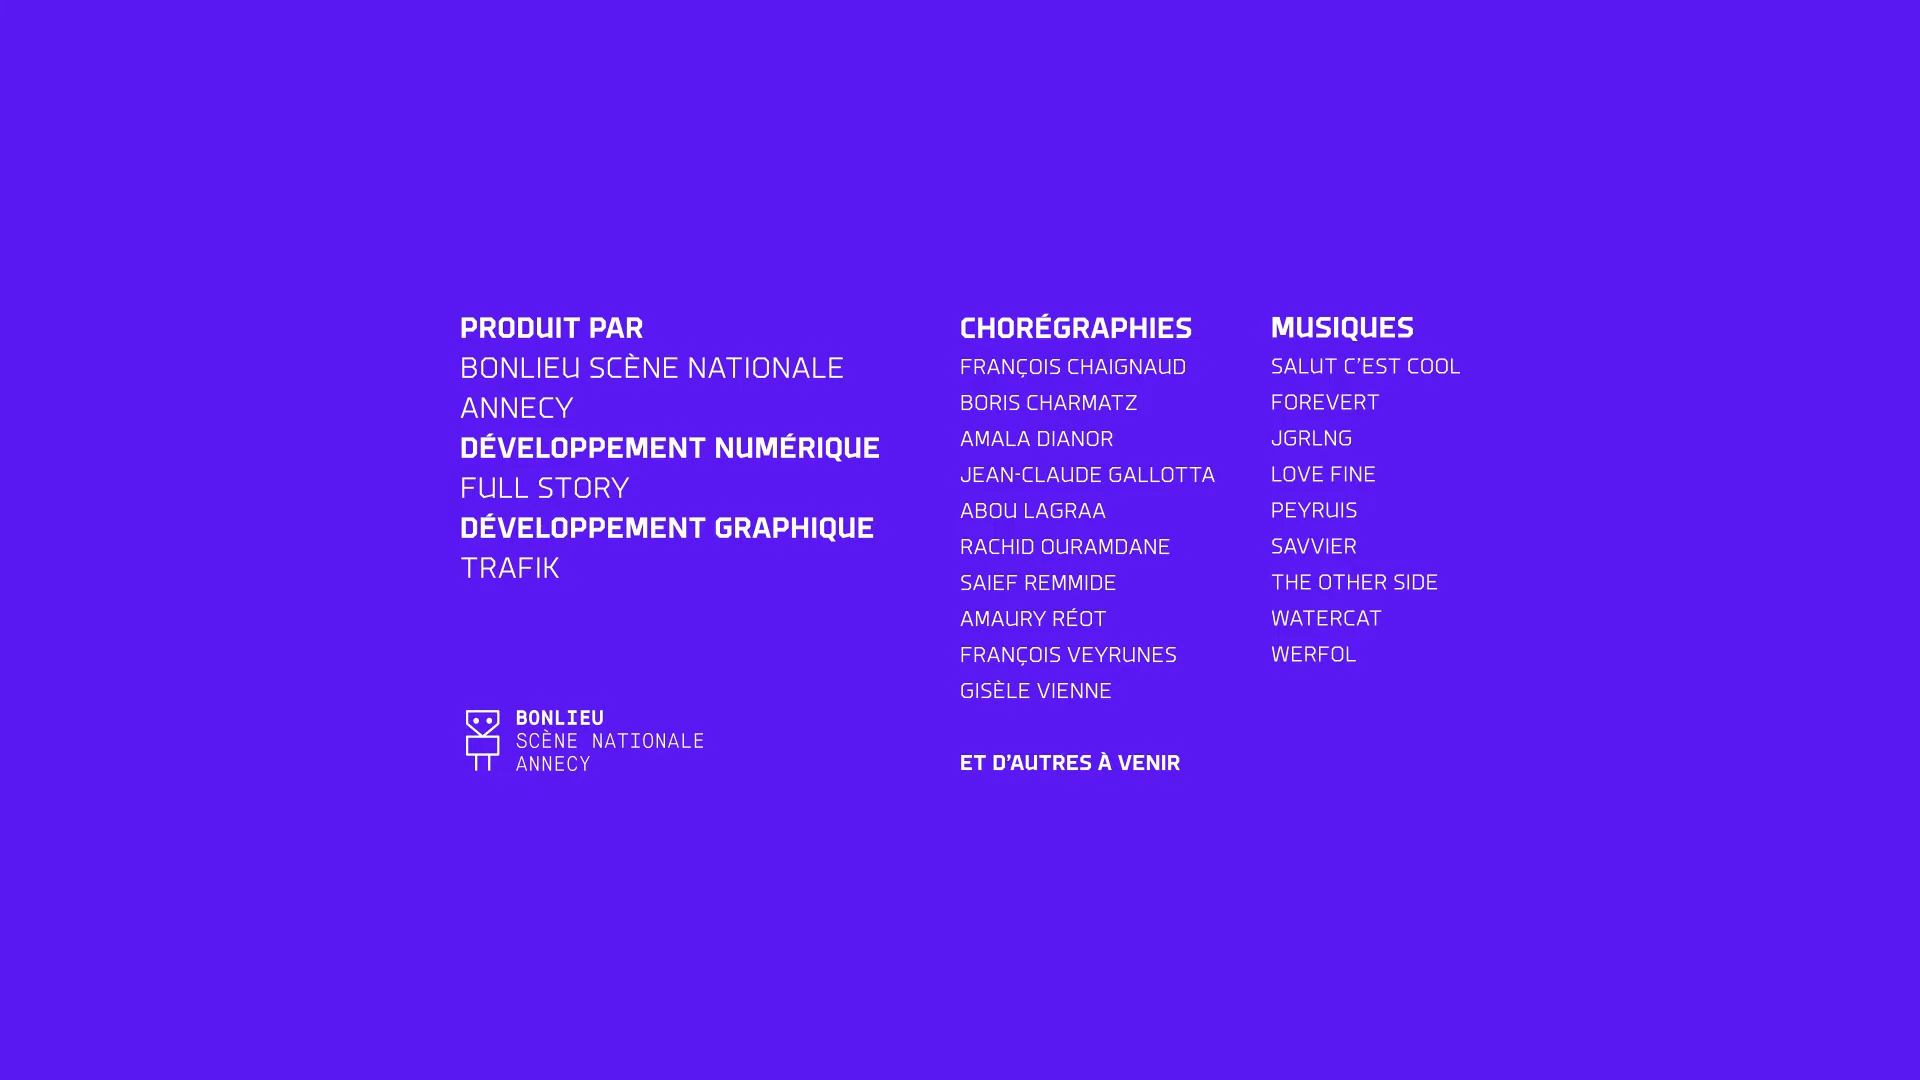 PRODUIT PAR
BONLIEU SCÈNE NATIONALE
ANNECY
DÉVELOPPEMENT NUMÉRIQUE
FULL STORY
DÉVELOPPEMENT GRAPHIQUE
TRAFIK
BONLIEU
SCÈNE NATIONALE
ANNECY
CHORÉGRAPHIES
FRANÇOIS CHAIGNAUD
BORIS CHARMATZ
AMALA DIANOR
JEAN-CLAUDE GALLOTTA
ABOU LAGRAA
RACHID OURAMDANE
SAIEF REMMIDE
AMAURY RÉOT
FRANÇOIS VEYRUNES
GISÈLE VIENNE
ET D’AUTRES À VENIR
MUSIQUES
SALUT C’EST COOL
FOREVERT
JGRLNG
LOVE FINE
PEYRUIS
SAVVIER
THE OTHER SIDE
WATERCAT
WERFOL